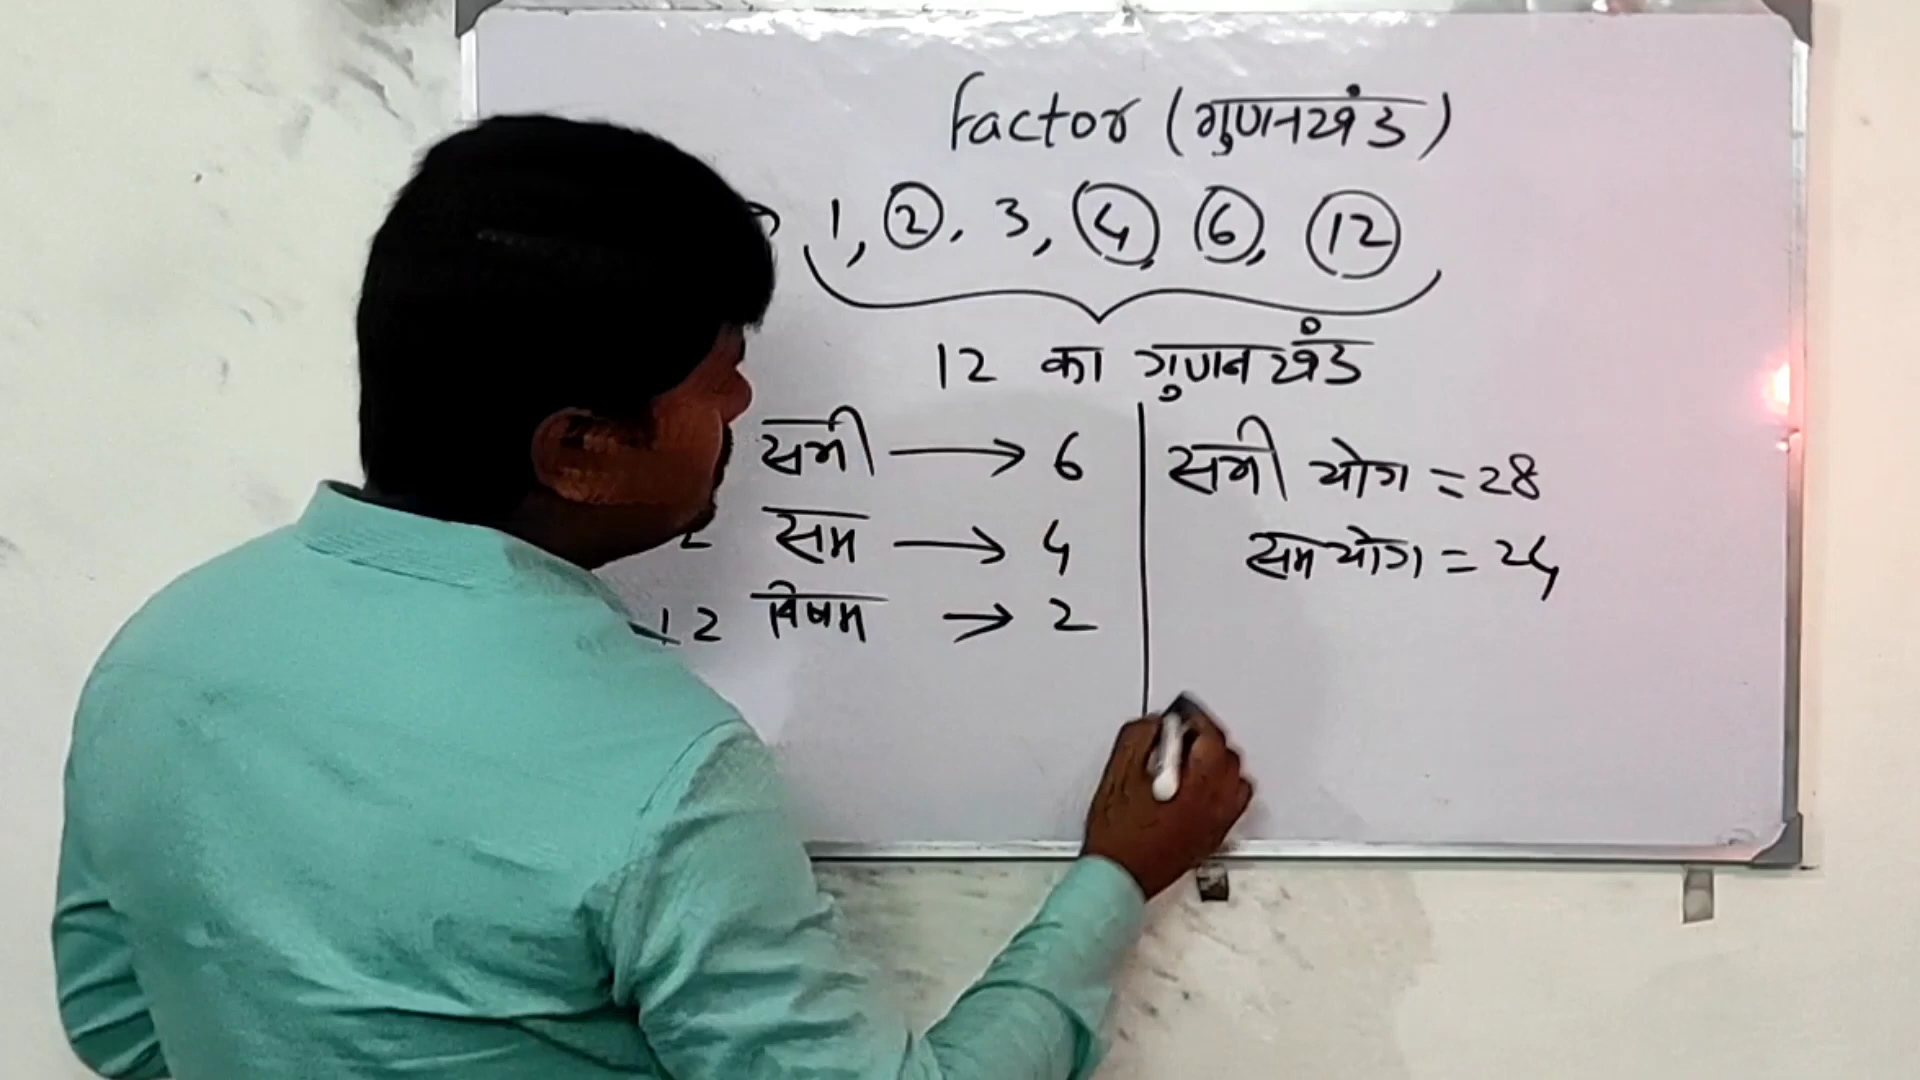 Factor (गुणनखंड)
1, 2, 3, 4, 6, 12
12 का गुणनखंड
सभी → 6
2 सम → 4
12 विषम → 2
सभी योग = 28
सम योग = 24